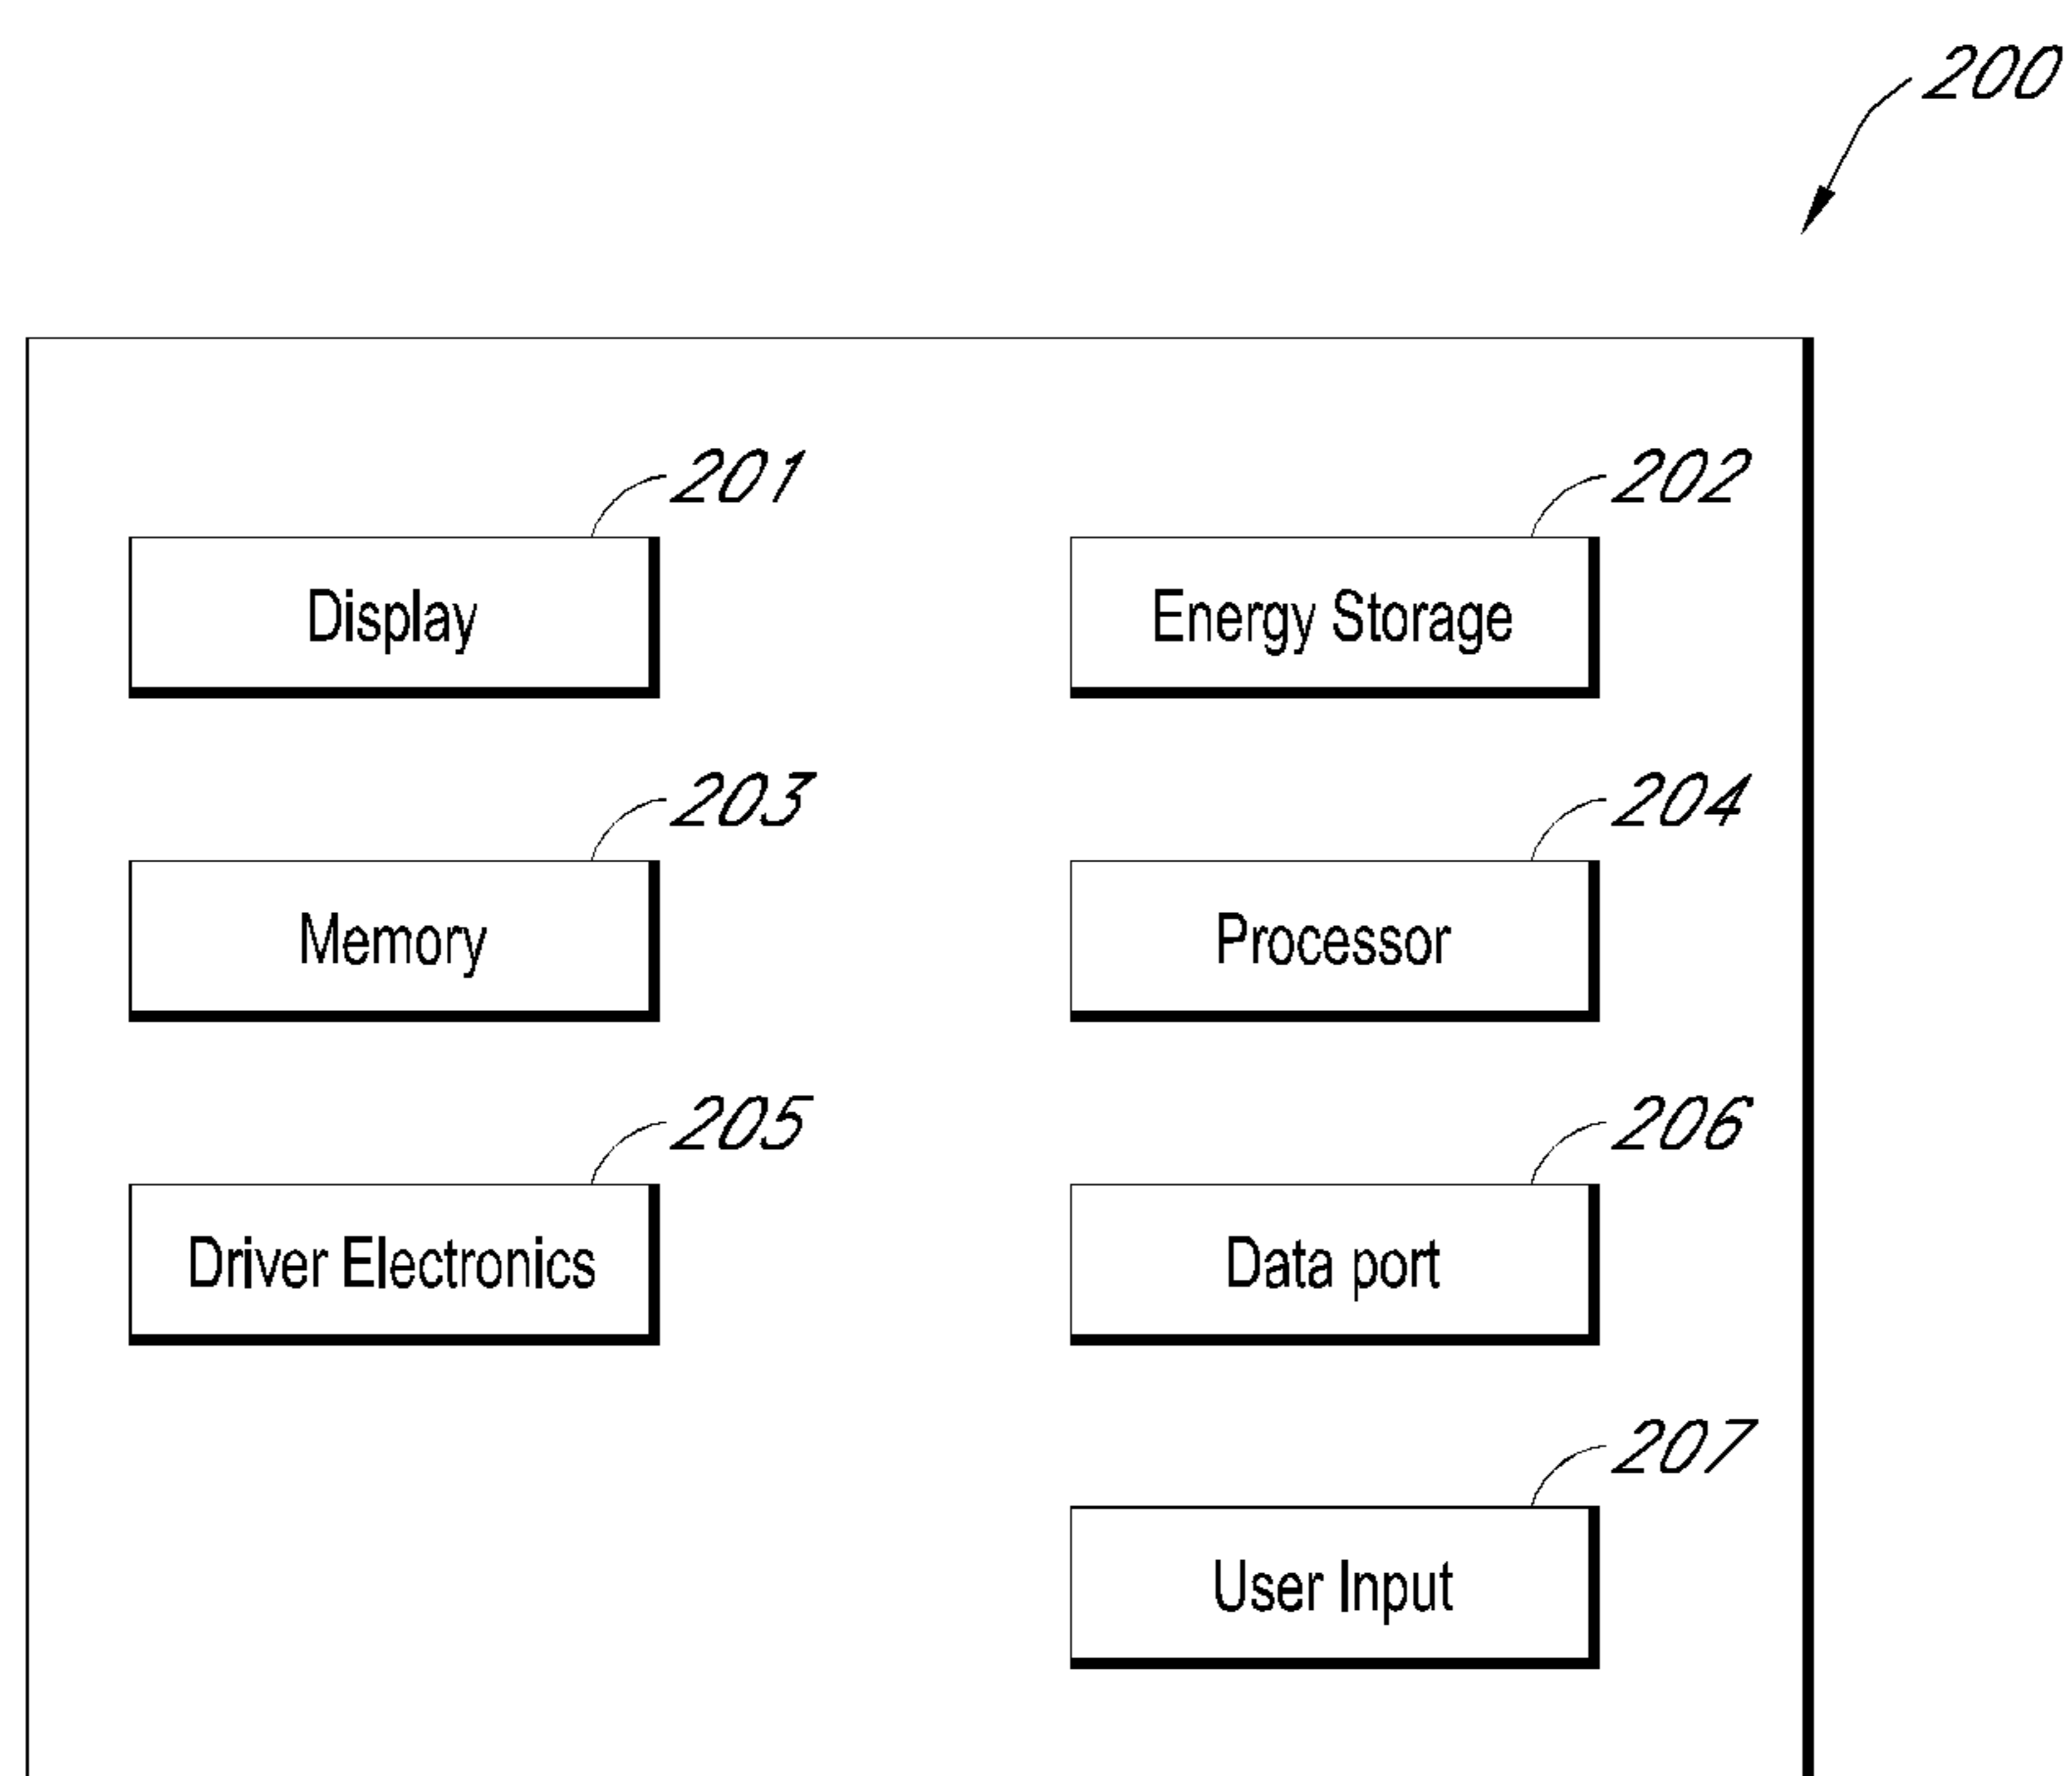 200
201
202
Display
Energy Storage
203
204
Memory
Processor
205
206
Driver Electronics
Data port
207
User Input